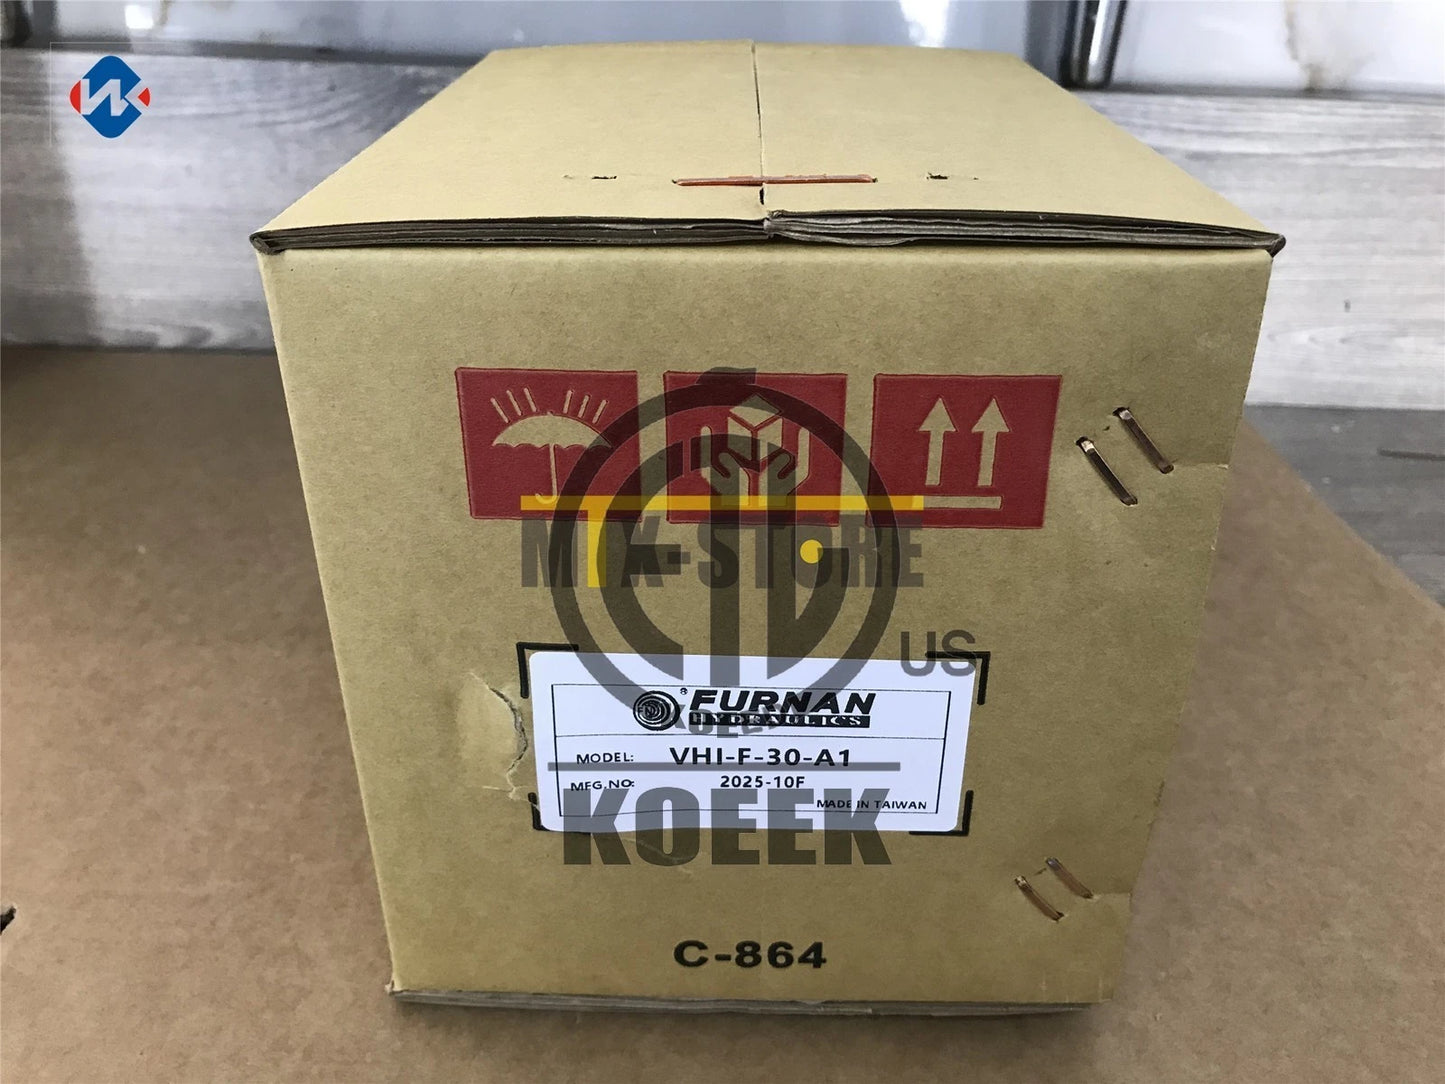 MTK-STORE
US
® FURNAN
HYDRAULICS
MODEL: VHI-F-30-A1
MFG,NO: 2025-10F
MADE IN TAIWAN
KOEEK
C-864